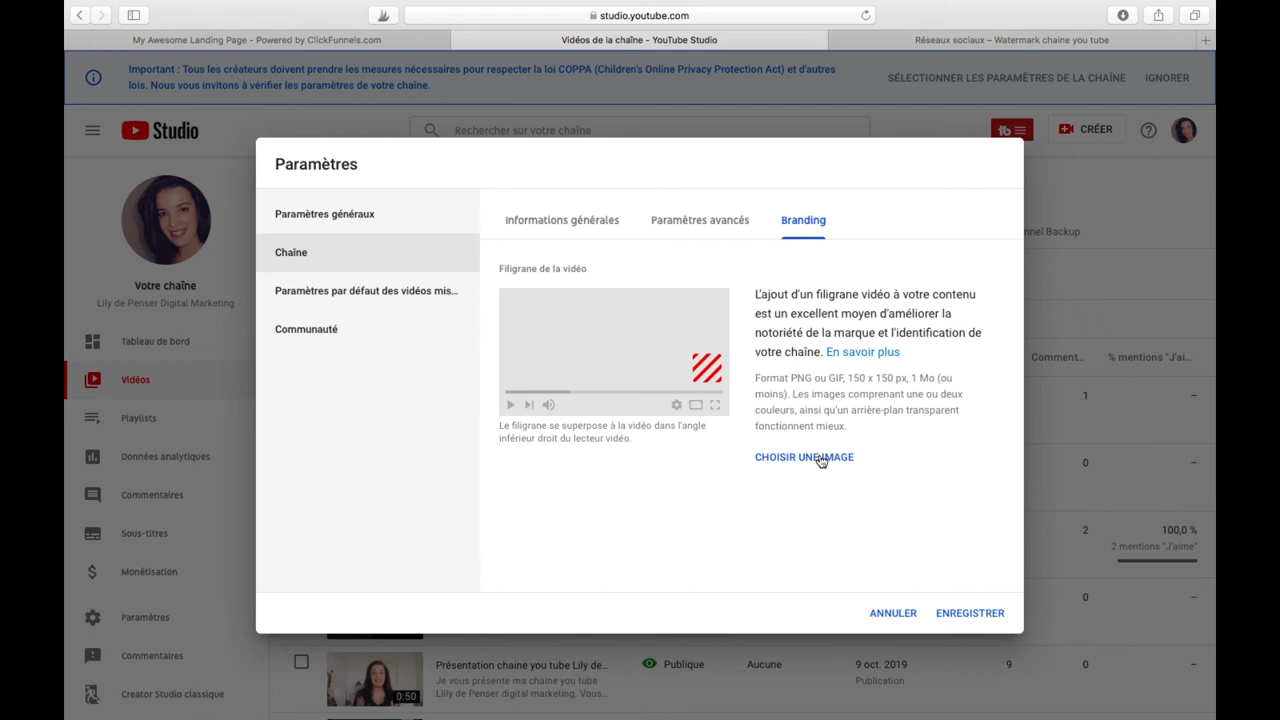 studio.youtube.com
My Awesome Landing Page - Powered by ClickFunnels.com
Vidéos de la chaîne - YouTube Studio
Réseaux sociaux – Watermark chaine you tube
Important : Tous les créateurs doivent prendre les mesures nécessaires pour respecter la loi COPPA (Children's Online Privacy Protection Act) et d'autres
lois. Nous vous invitons à vérifier les paramètres de votre chaîne.
SÉLECTIONNER LES PARAMÈTRES DE LA CHAÎNE
IGNORER
Studio
Rechercher sur votre chaîne
tb
CRÉER
Votre chaîne
Lily de Penser Digital Marketing
Tableau de bord
Vidéos
Playlists
Données analytiques
Commentaires
Sous-titres
Monétisation
Paramètres
Commentaires
Creator Studio classique
Paramètres
Paramètres généraux
Chaîne
Paramètres par défaut des vidéos mis...
Communauté
Informations générales
Paramètres avancés
Branding
Filigrane de la vidéo
Le filigrane se superpose à la vidéo dans l'angle
inférieur droit du lecteur vidéo.
L'ajout d'un filigrane vidéo à votre contenu
est un excellent moyen d'améliorer la
notoriété de la marque et l'identification de
votre chaîne. En savoir plus
Format PNG ou GIF, 150 x 150 px, 1 Mo (ou
moins). Les images comprenant une ou deux
couleurs, ainsi qu'un arrière-plan transparent
fonctionnent mieux.
CHOISIR UNE IMAGE
ANNULER
ENREGISTRER
nnel Backup
Comment...
% mentions "J'aime"
1
–
0
–
2
100,0 %
2 mentions "J'aime"
0
–
0:50
Présentation chaine you tube Lily de...
Je vous présente ma chaine you tube
Llily de Penser digital marketing. Vous...
Publique
Aucune
9 oct. 2019
Publication
9
0
–